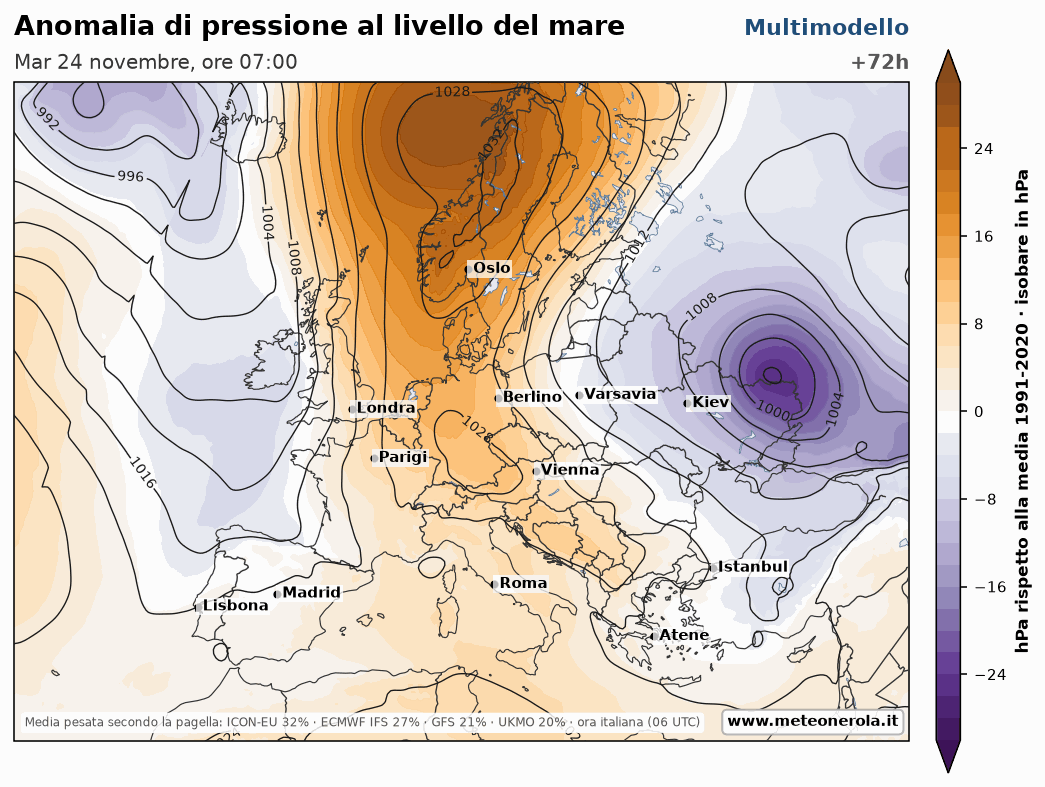 Anomalia di pressione al livello del mare
Multimodello
Mar 24 novembre, ore 07:00
+72h
1028
992
1032
996
1004
1008
1012
Oslo
1008
24
16
8
0
−8
−16
−24
hPa rispetto alla media 1991-2020 · isobare in hPa
Berlino
Varsavia
Kiev
Londra
1000
1004
1028
Parigi
Vienna
1016
Istanbul
Roma
Madrid
Lisbona
Atene
Media pesata secondo la pagella: ICON-EU 32% · ECMWF IFS 27% · GFS 21% · UKMO 20% · ora italiana (06 UTC)
www.meteonerola.it